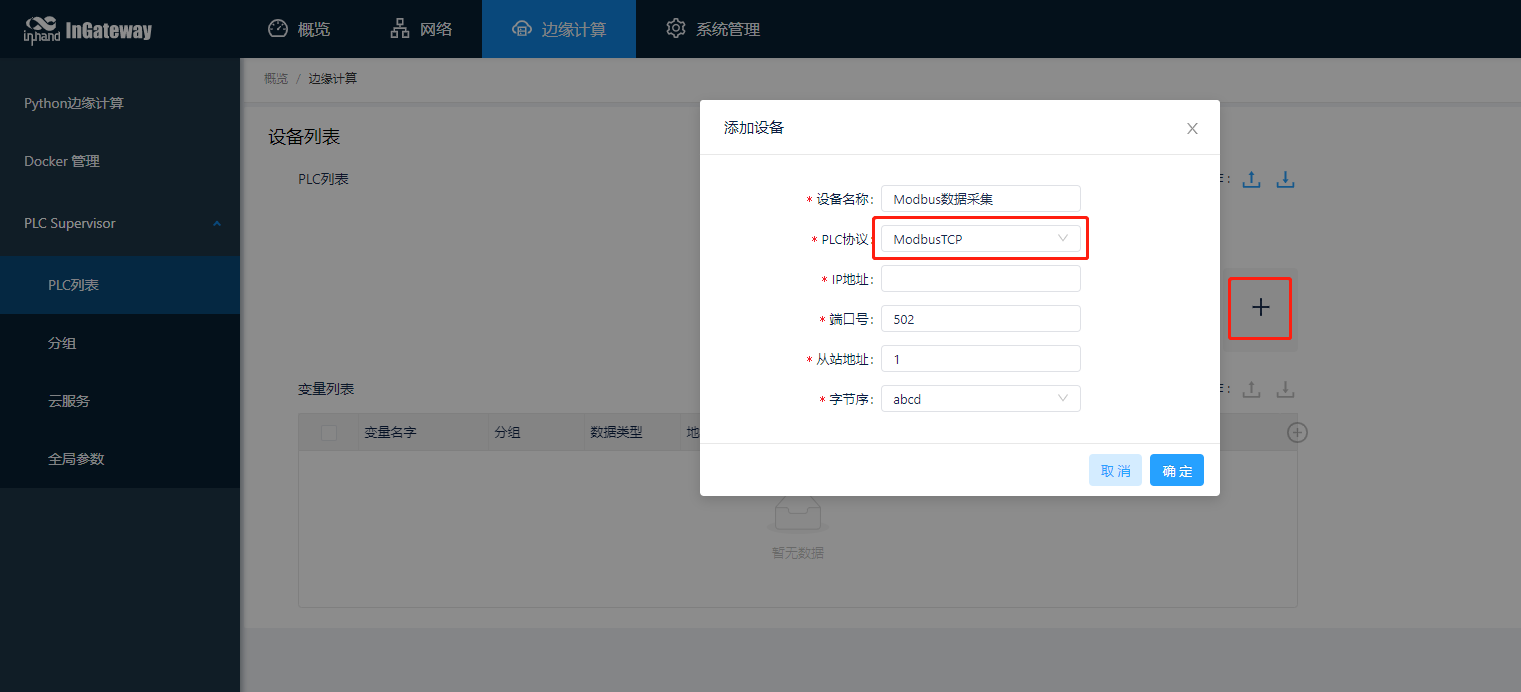 inhand InGateway
概览
网络
边缘计算
系统管理
Python边缘计算
Docker 管理
PLC Supervisor
PLC列表
分组
云服务
全局参数
概览 / 边缘计算
设备列表
PLC列表
变量列表
变量名字
分组
数据类型
地
暂无数据
添加设备
* 设备名称: Modbus数据采集
* PLC协议: ModbusTCP
* IP地址:
* 端口号: 502
* 从站地址: 1
* 字节序: abcd
取 消
确 定